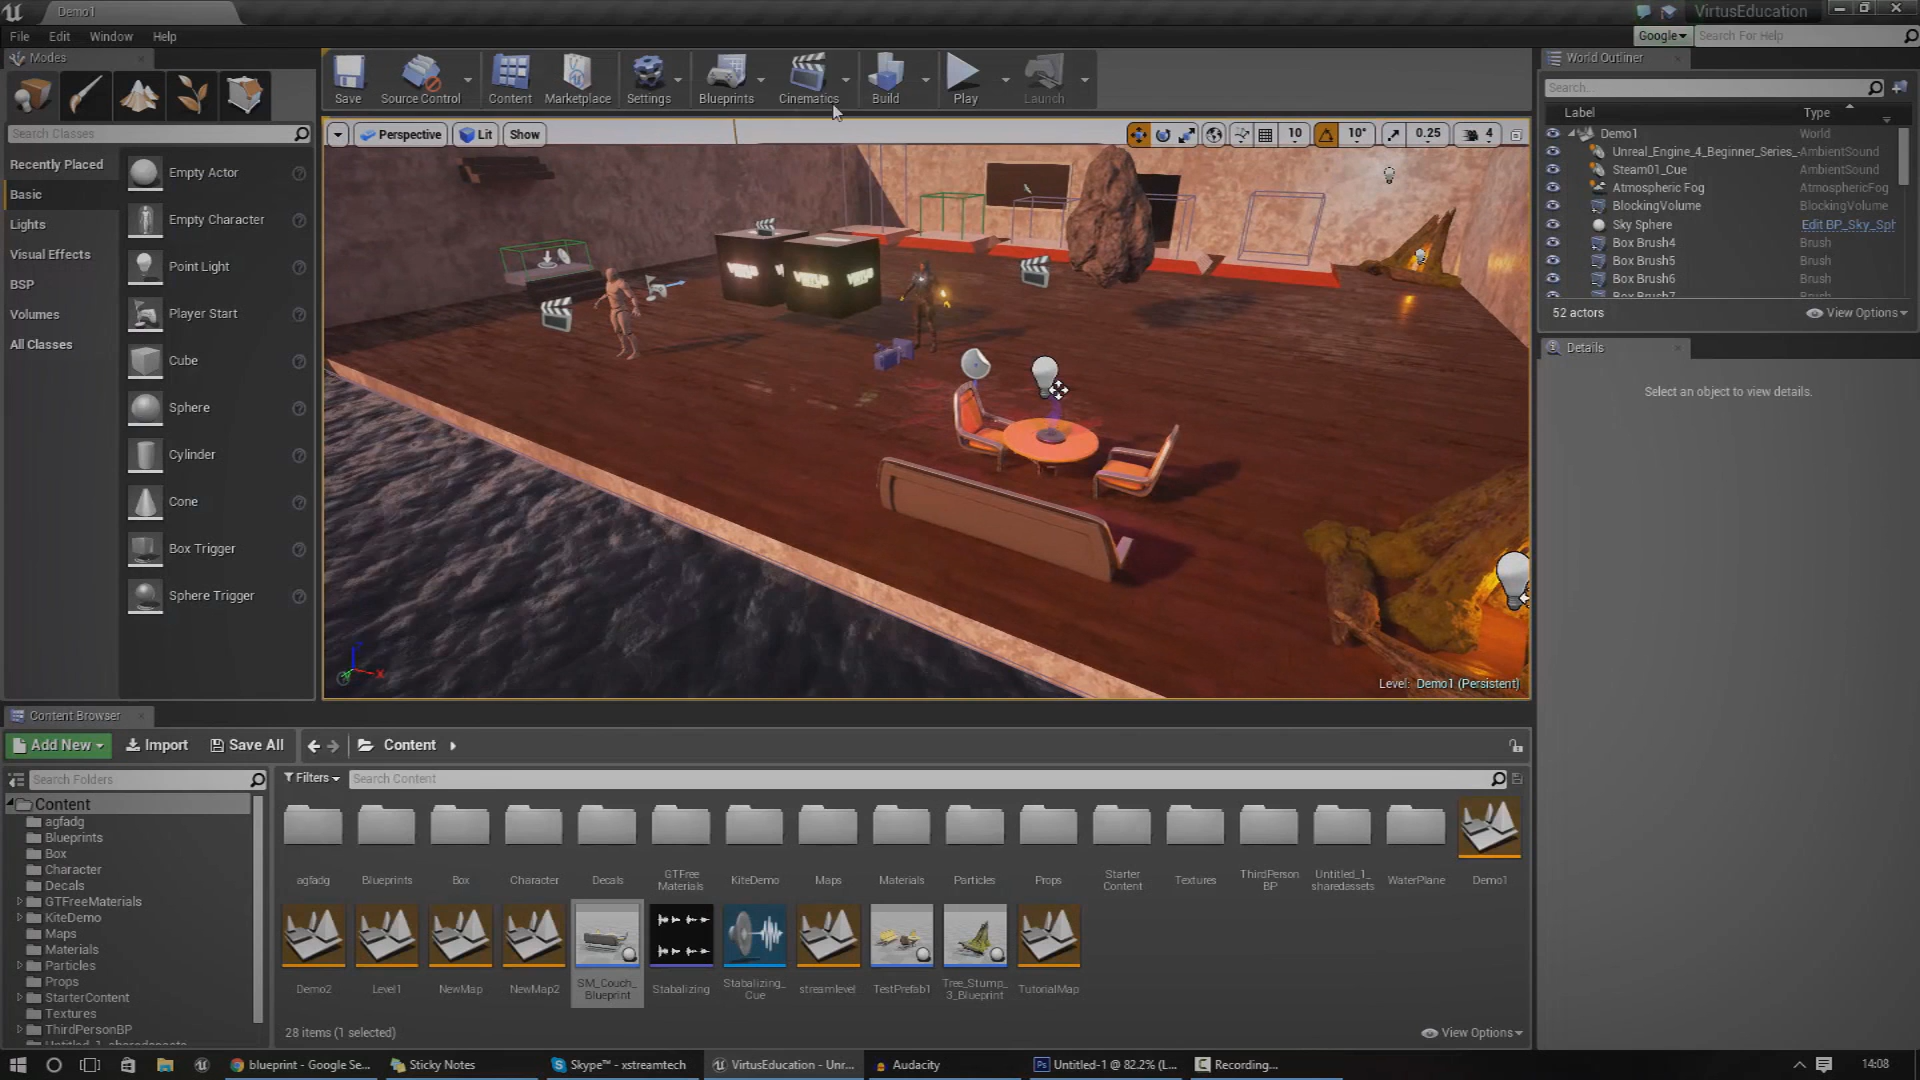 Demo1
VirtusEducation
File Edit Window Help
Google
Search For Help
Modes
Save
Source Control
Content
Marketplace
Settings
Blueprints
Cinematics
Build
Play
Launch
World Outliner
Search...
Label Type
Demo1 World
Unreal_Engine_4_Beginner_Series_- AmbientSound
Steam01_Cue AmbientSound
Atmospheric Fog AtmosphericFog
BlockingVolume BlockingVolume
Sky Sphere Edit BP_Sky_Sph
Box Brush4 Brush
Box Brush5 Brush
Box Brush6 Brush
Box Brush7 Brush
52 actors
View Options
Details
Select an object to view details.
Search Classes
Recently Placed
Basic
Lights
Visual Effects
BSP
Volumes
All Classes
Empty Actor
Empty Character
Point Light
Player Start
Cube
Sphere
Cylinder
Cone
Box Trigger
Sphere Trigger
Perspective
Lit
Show
10
10°
0.25
4
Level: Demo1 (Persistent)
Content Browser
Add New
Import
Save All
Content
Search Folders
Filters
Search Content
Content
agfadg
Blueprints
Box
Character
Decals
GTFreeMaterials
KiteDemo
Maps
Materials
Particles
Props
StarterContent
Textures
ThirdPersonBP
Untitled_1_sharedassets
agfadg
Blueprints
Box
Character
Decals
GTFree
Materials
KiteDemo
Maps
Materials
Particles
Props
Starter
Content
Textures
ThirdPerson
BP
Untitled_1_
sharedassets
WaterPlane
Demo1
Demo2
Level1
NewMap
NewMap2
SM_Couch_
Blueprint
Stabalizing
Stabalizing_
Cue
streamlevel
TestPrefab1
Tree_Stump_
3_Blueprint
TutorialMap
28 items (1 selected)
View Options
blueprint - Google Se...
Sticky Notes
Skype™ - xstreamtech
VirtusEducation - Unr...
Audacity
Untitled-1 @ 82.2% (L...
Recording...
14:08